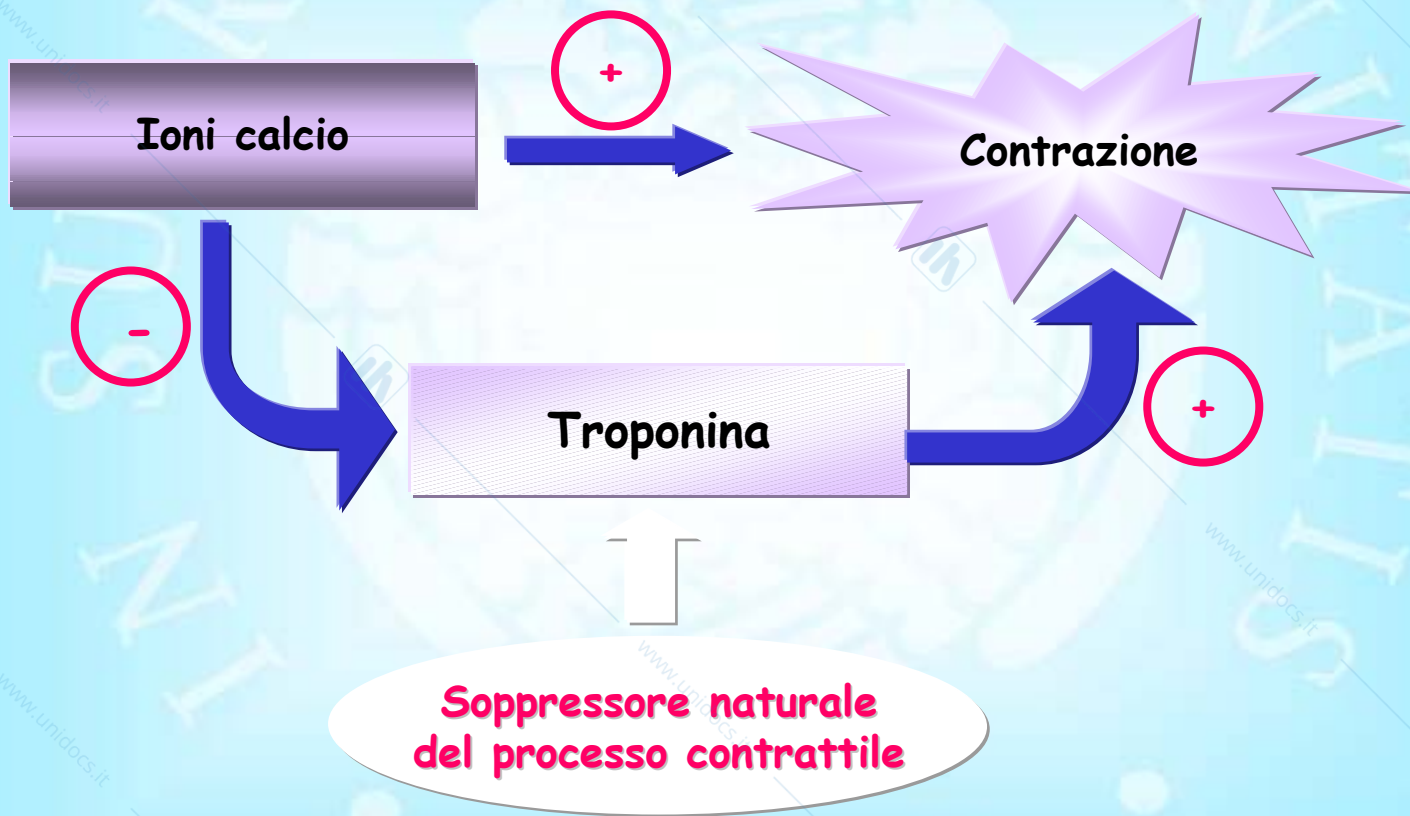 +
Ioni calcio
Contrazione
-
Troponina
+
Soppressore naturale
del processo contrattile
www.unidocs.it
www.unidocs.it
www.unidocs.it
www.unidocs.it